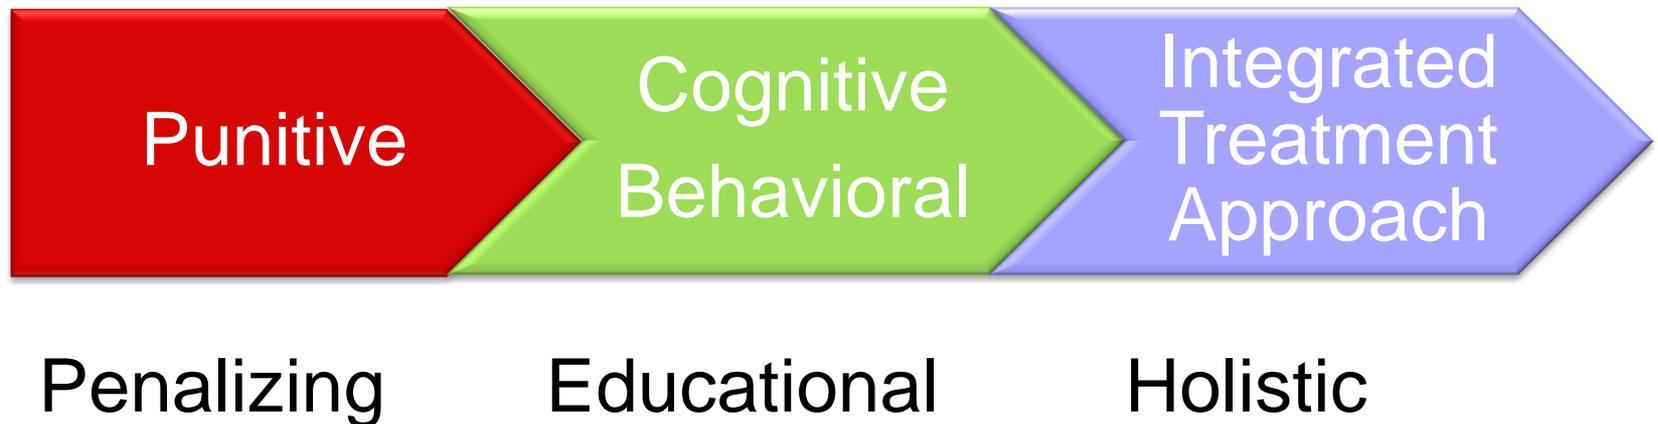 Punitive
Cognitive
Behavioral
Integrated
Treatment
Approach
Penalizing
Educational
Holistic